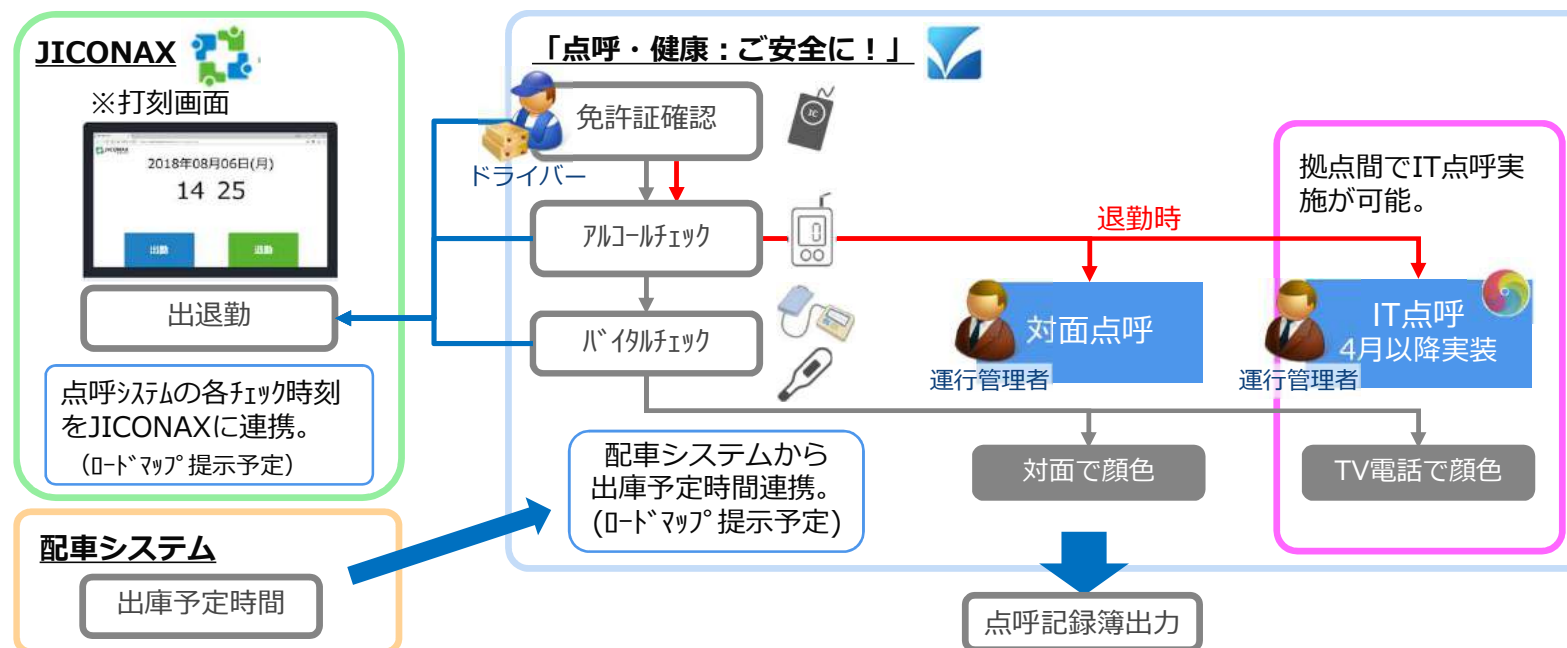 JICONAX
※打刻画面
JICONAX
2018年08月06日(月)
14 25
出勤
退勤
出退勤
点呼ｼｽﾃﾑの各ﾁｪｯｸ時刻
をJICONAXに連携。
(ﾛｰﾄﾞﾏｯﾌﾟ提示予定)
配車システム
出庫予定時間
「点呼・健康：ご安全に！」
免許証確認
IC
ドライバー
ｱﾙｺｰﾙﾁｪｯｸ
0
ﾊﾞｲﾀﾙﾁｪｯｸ
配車システムから
出庫予定時間連携。
(ﾛｰﾄﾞﾏｯﾌﾟ提示予定)
退勤時
対面点呼
運行管理者
対面で顔色
拠点間でIT点呼実
施が可能。
IT点呼
4月以降実装
運行管理者
TV電話で顔色
点呼記録簿出力